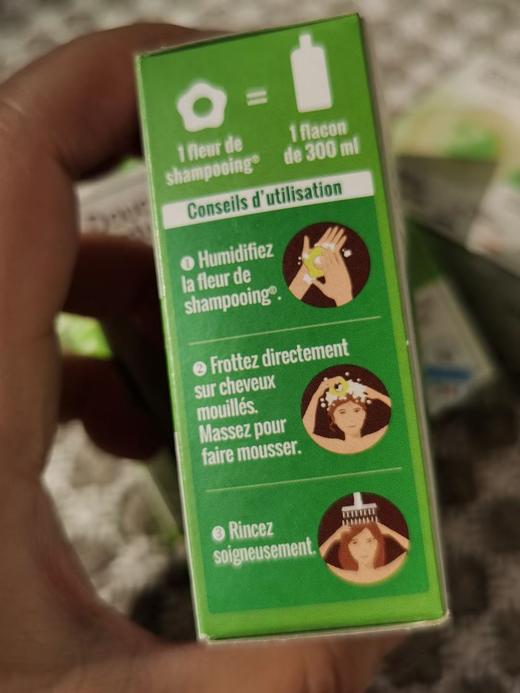 =
1 fleur de
shampooing®
1 flacon
de 300 ml
Conseils d'utilisation
1 Humidifiez
la fleur de
shampooing®.
2 Frottez directement
sur cheveux
mouillés.
Massez pour
faire mousser.
3 Rincez
soigneusement.